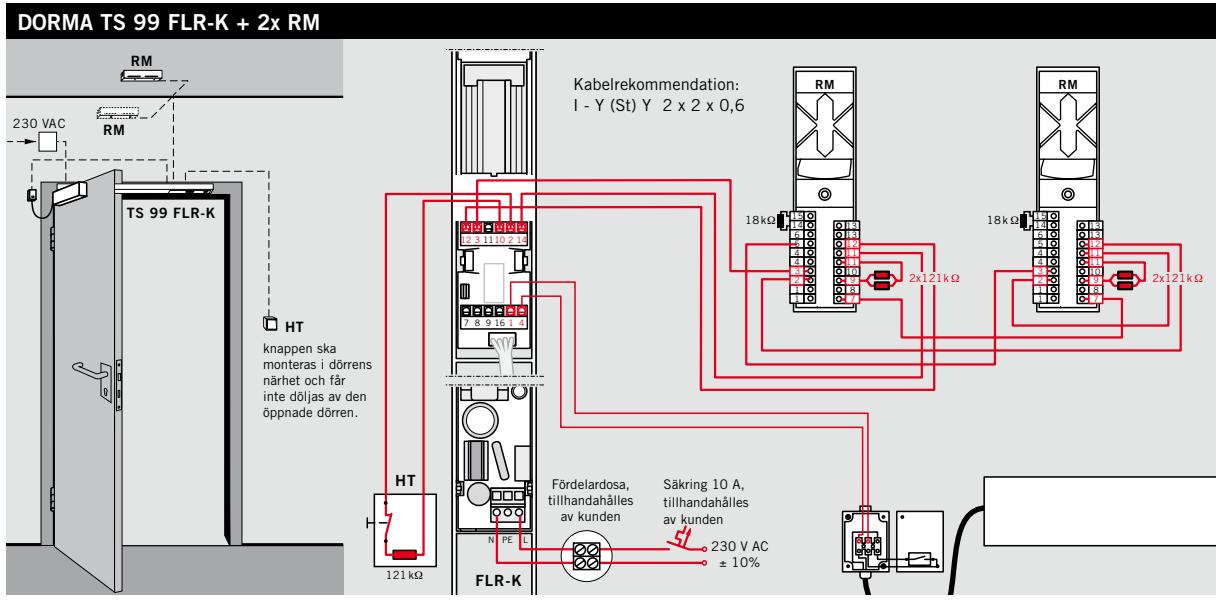 DORMA TS 99 FLR-K + 2x RM
RM
RM
230 VAC
TS 99 FLR-K
HT
knappen ska
monteras i dörrens
närhet och får
inte döljas av den
öppnade dörren.
Kabelrekommendation:
I - Y (St) Y 2 x 2 x 0,6
12 3 11 10 2 14
7 8 9 16 1 4
HT
121kΩ
N PE L
FLR-K
Fördelardosa,
tillhandahålles
av kunden
Säkring 10 A,
tillhandahålles
av kunden
230 V AC
± 10%
RM
18kΩ
15
14
6
5
4
4
3
2
1
1
13
13
12
11
11
10
9
8
7
2x121kΩ
RM
18kΩ
15
14
6
5
4
4
3
2
1
1
13
13
12
11
11
10
9
8
7
2x121kΩ